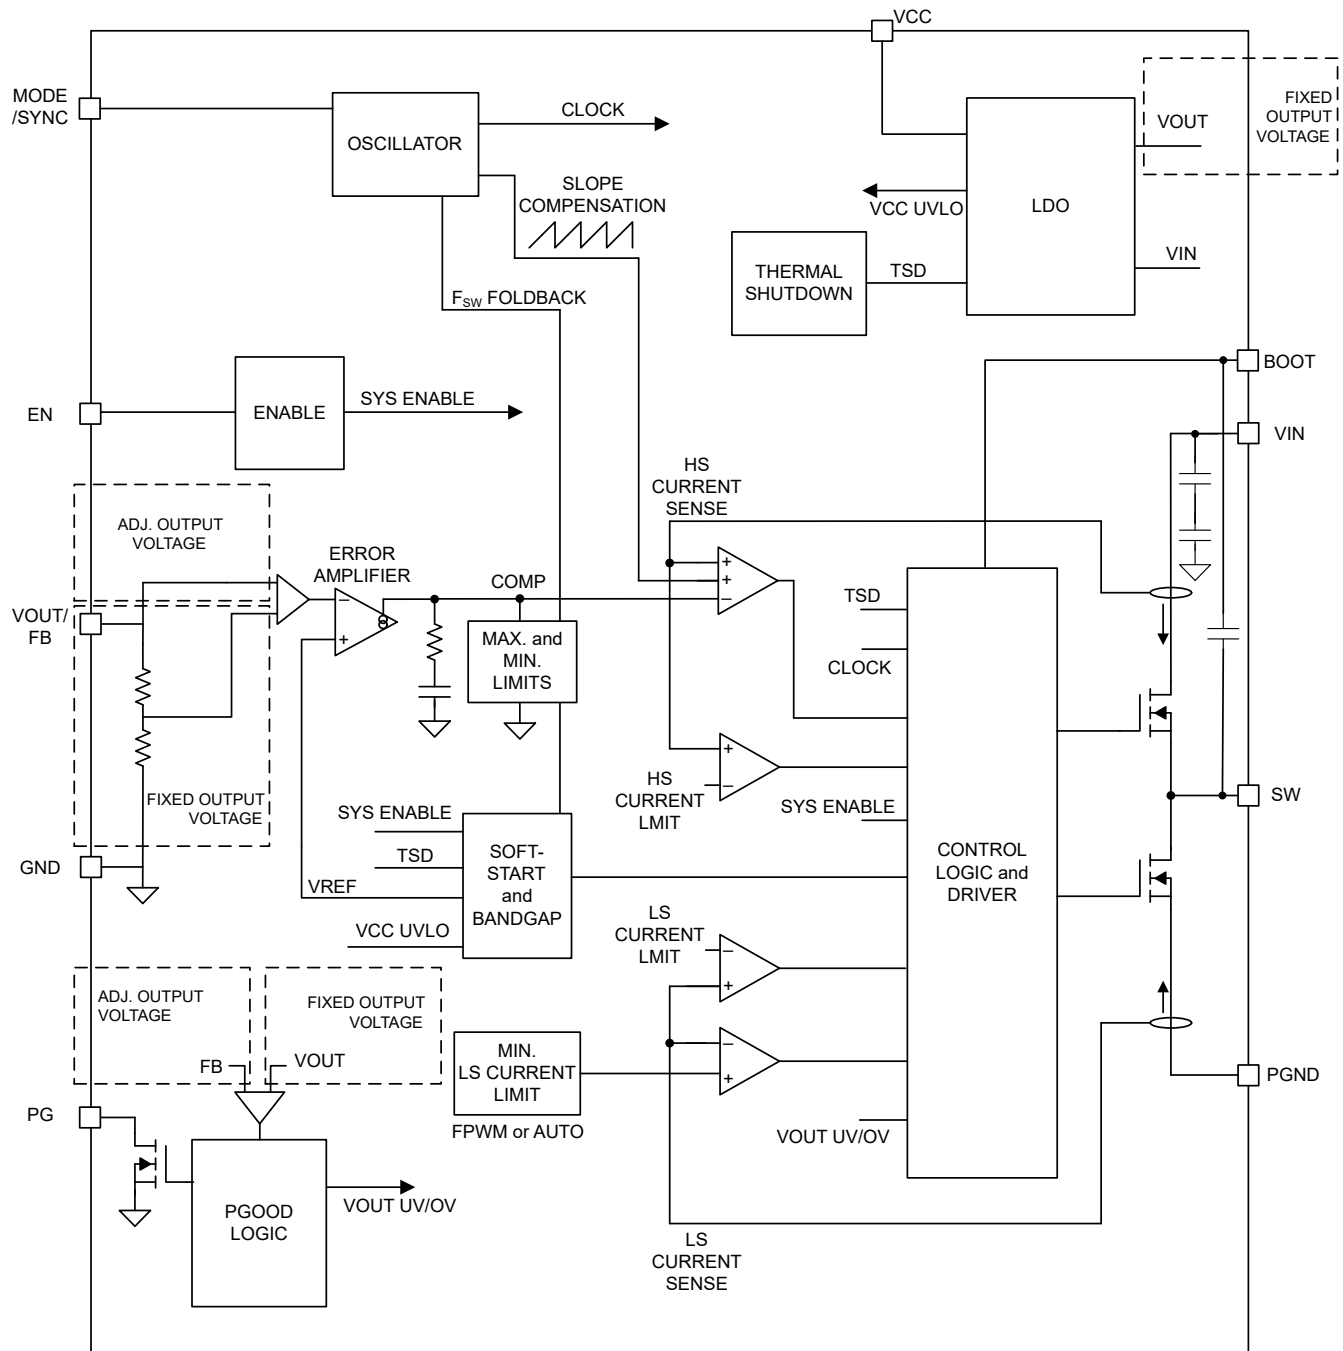 VCC
MODE
/SYNC
OSCILLATOR
CLOCK
SLOPE
COMPENSATION
FSW FOLDBACK
VCC UVLO
LDO
VOUT
FIXED
OUTPUT
VOLTAGE
VIN
THERMAL
SHUTDOWN
TSD
BOOT
EN
ENABLE
SYS ENABLE
VIN
HS
CURRENT
SENSE
ADJ. OUTPUT
VOLTAGE
ERROR
AMPLIFIER
COMP
VOUT/
FB
−
+
+
+
−
MAX. and
MIN.
LIMITS
TSD
CLOCK
FIXED OUTPUT
VOLTAGE
+
−
HS
CURRENT
LMIT
SYS ENABLE
SW
GND
SYS ENABLE
TSD
VREF
VCC UVLO
SOFT-
START
and
BANDGAP
CONTROL
LOGIC and
DRIVER
LS
CURRENT
LMIT
−
+
ADJ. OUTPUT
VOLTAGE
FIXED OUTPUT
VOLTAGE
FB
VOUT
MIN.
LS CURRENT
LIMIT
FPWM or AUTO
−
+
PGND
PG
VOUT UV/OV
PGOOD
LOGIC
VOUT UV/OV
LS
CURRENT
SENSE